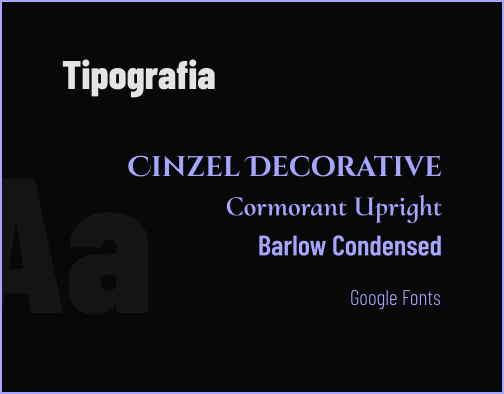 Tipografia
Cinzel Decorative
Cormorant Upright
Barlow Condensed
Aa
Google Fonts